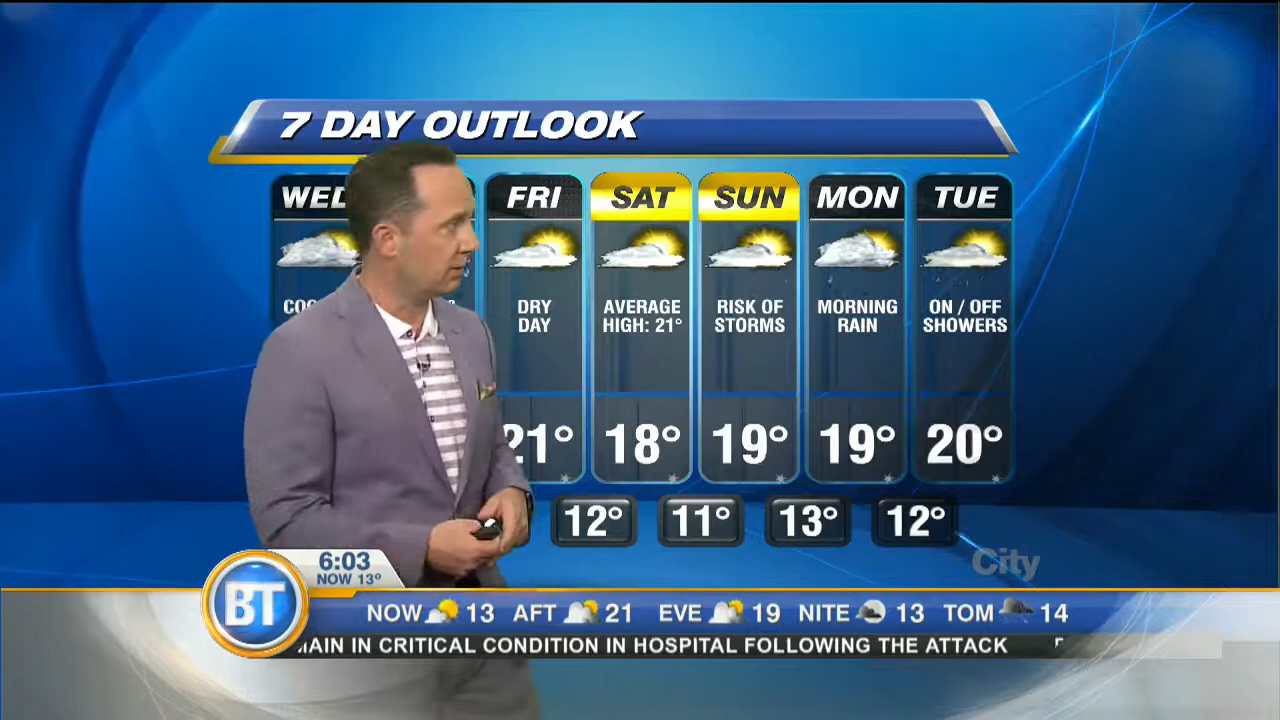 7 DAY OUTLOOK
WED FRI SAT SUN MON TUE
DRY DAY
AVERAGE HIGH: 21°
RISK OF STORMS
MORNING RAIN
ON / OFF SHOWERS
21° 18° 19° 19° 20°
12° 11° 13° 12°
City
6:03
NOW 13°
BT
NOW 13 AFT 21 EVE 19 NITE 13 TOM 14
IN CRITICAL CONDITION IN HOSPITAL FOLLOWING THE ATTACK